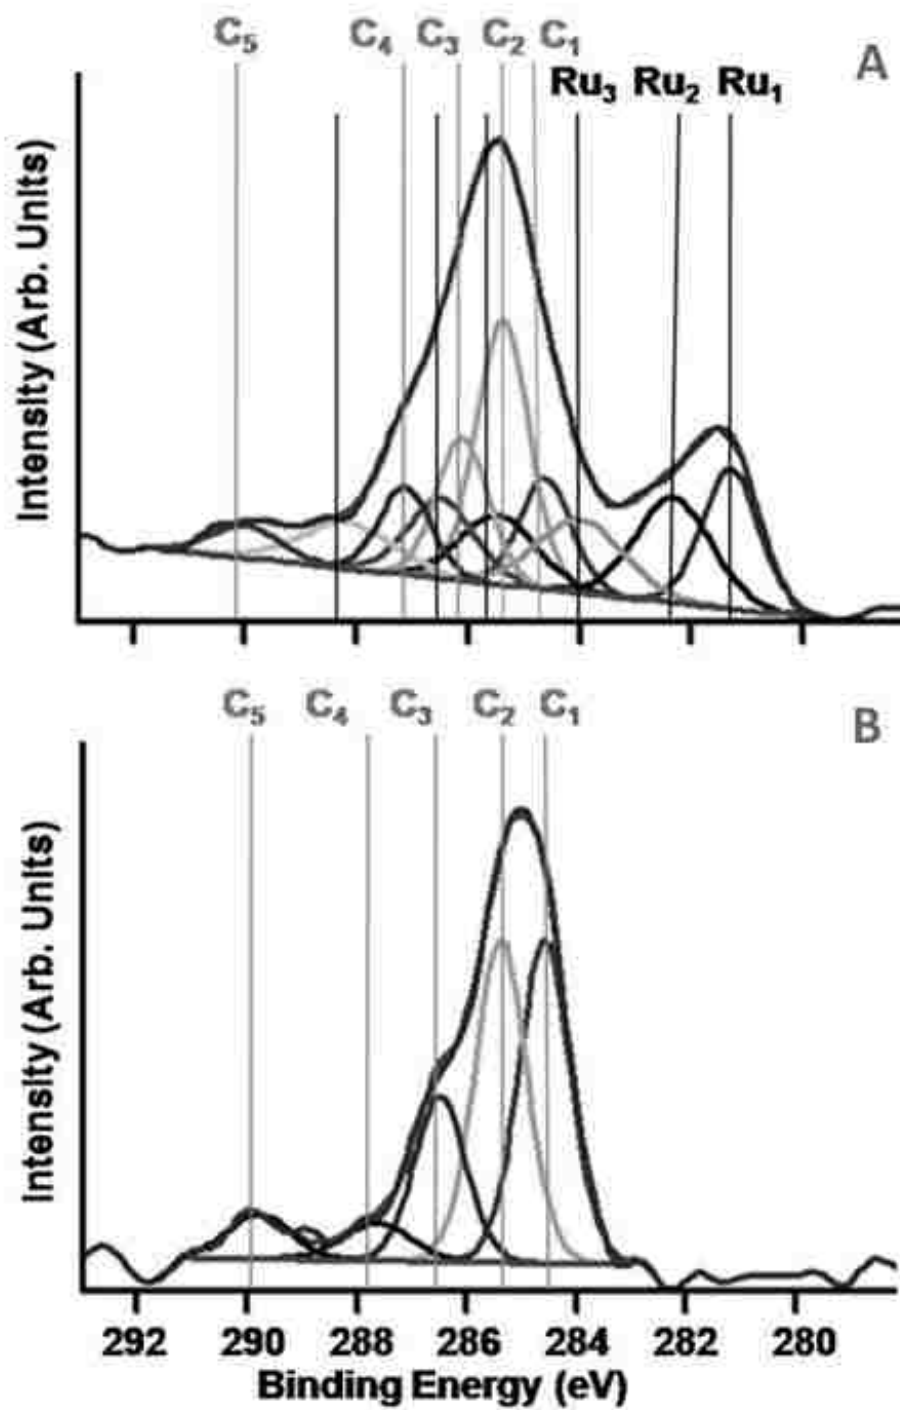 C5 C4 C3 C2 C1
A
Ru3 Ru2 Ru1
Intensity (Arb. Units)
C5 C4 C3 C2 C1
B
Intensity (Arb. Units)
292 290 288 286 284 282 280
Binding Energy (eV)